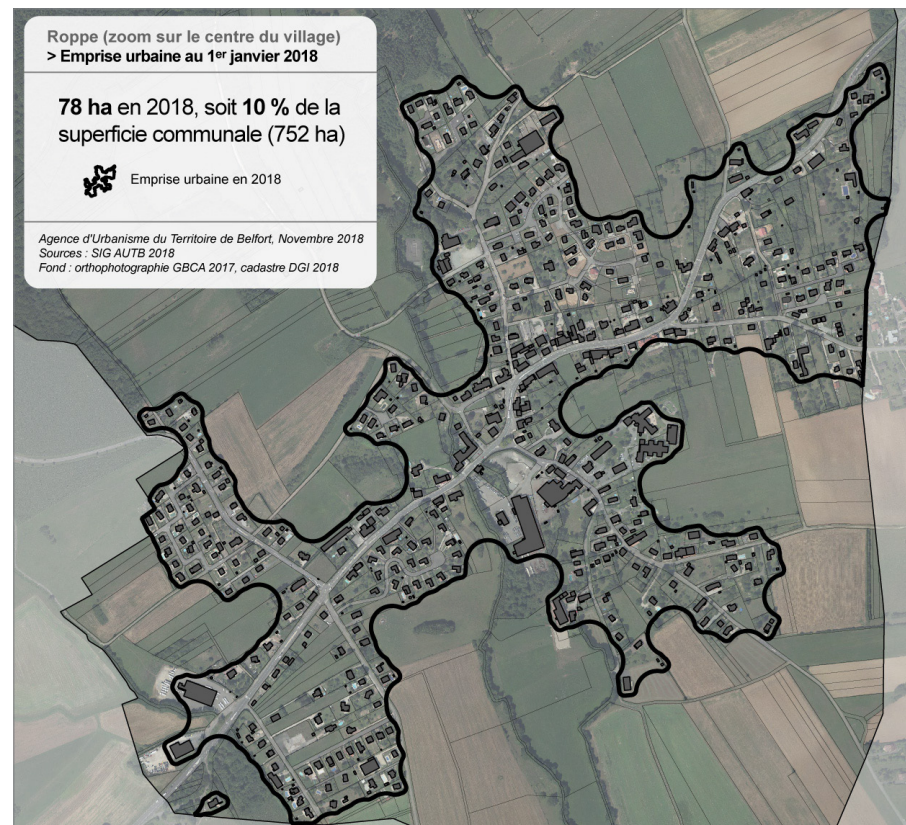 Roppe (zoom sur le centre du village)
> Emprise urbaine au 1er janvier 2018
78 ha en 2018, soit 10 % de la
superficie communale (752 ha)
Emprise urbaine en 2018
Agence d'Urbanisme du Territoire de Belfort, Novembre 2018
Sources : SIG AUTB 2018
Fond : orthophotographie GBCA 2017, cadastre DGI 2018